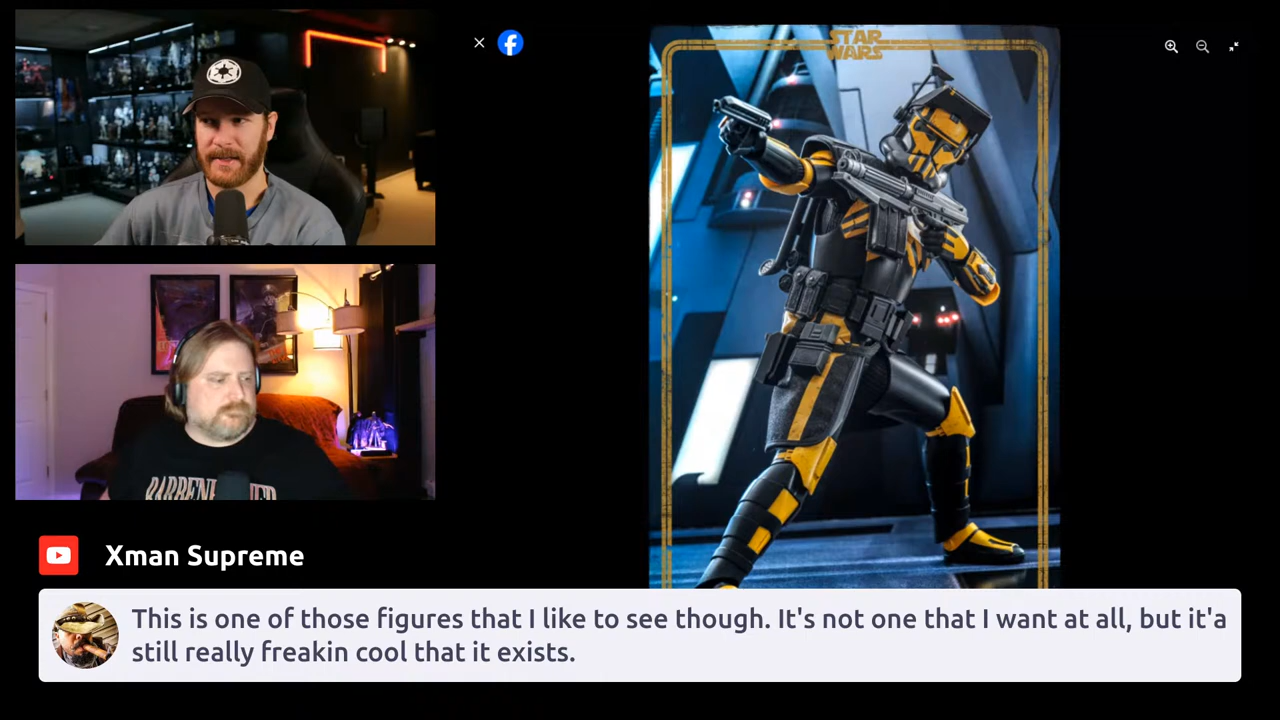 STAR
WARS
Xman Supreme
This is one of those figures that I like to see though. It's not one that I want at all, but it'a
still really freakin cool that it exists.